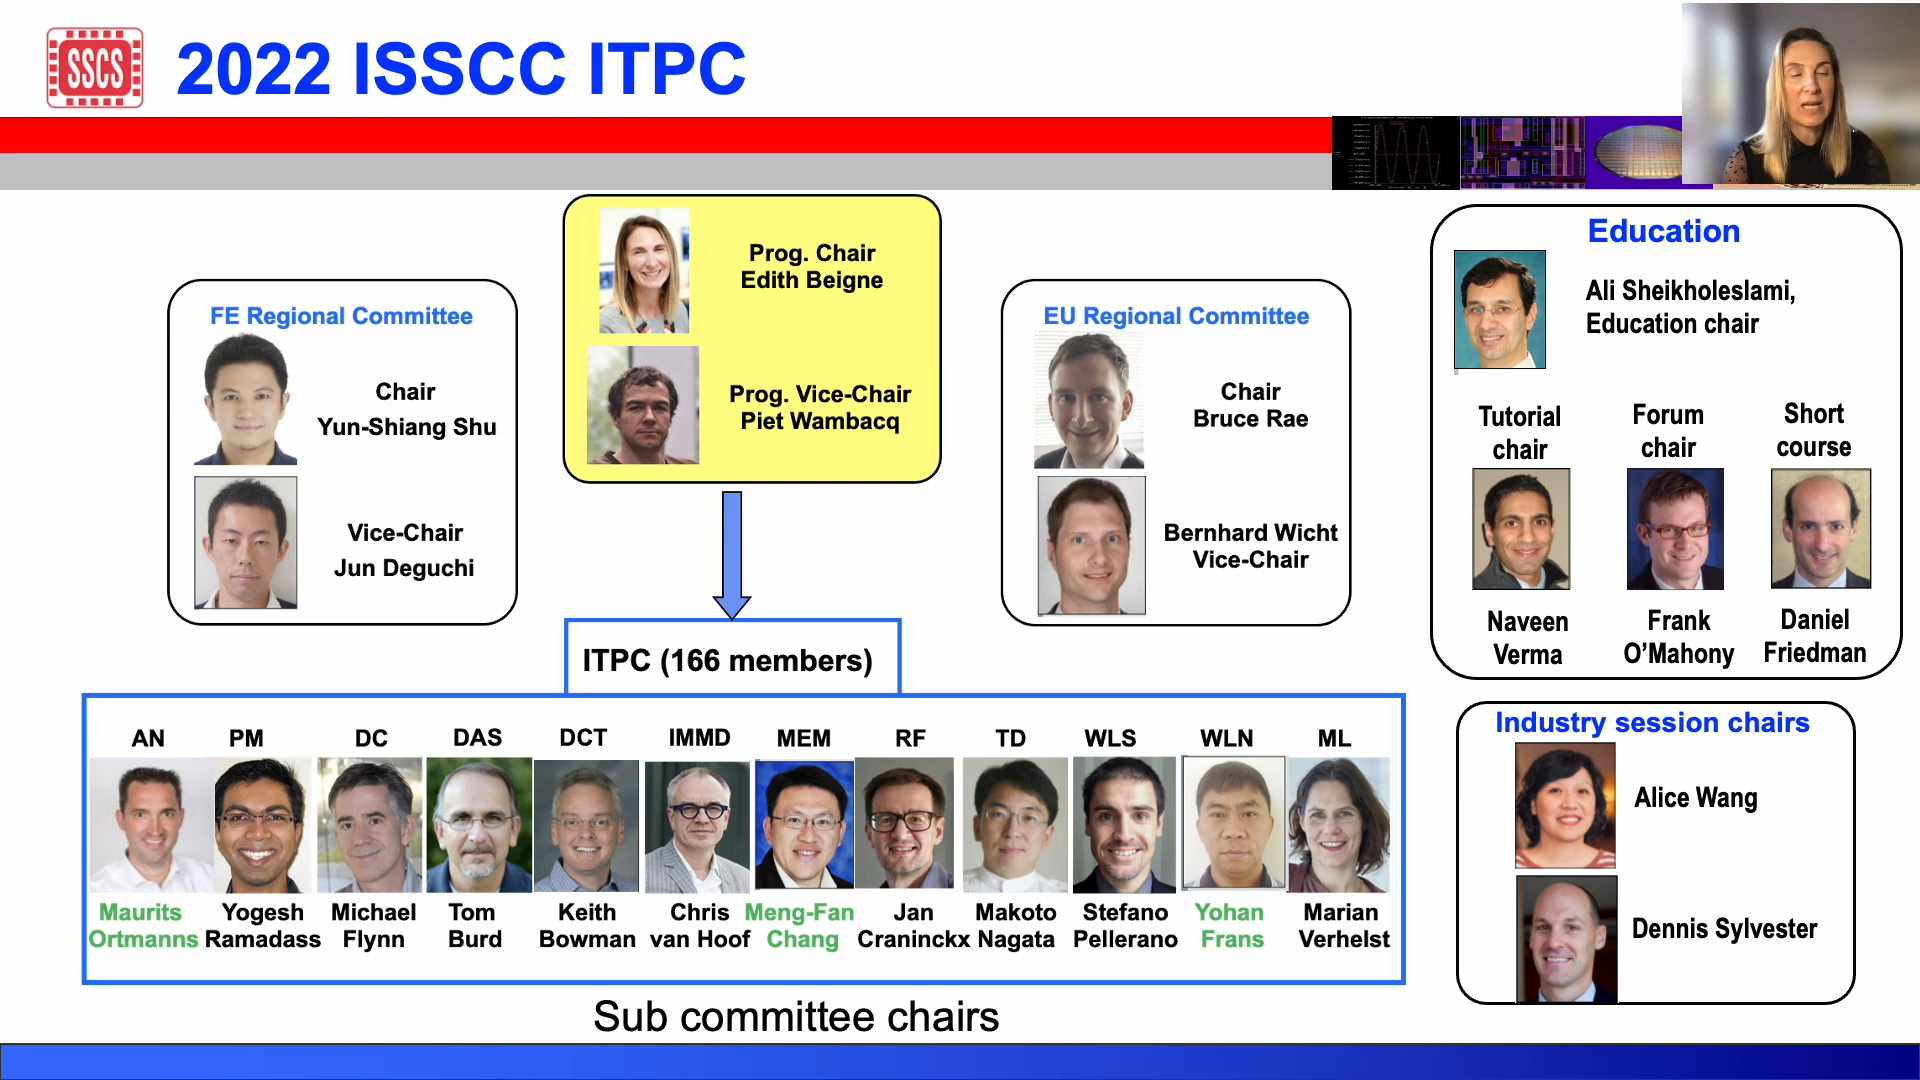 SSCS
2022 ISSCC ITPC
Prog. Chair
Edith Beigne
Prog. Vice-Chair
Piet Wambacq
FE Regional Committee
Chair
Yun-Shiang Shu
Vice-Chair
Jun Deguchi
EU Regional Committee
Chair
Bruce Rae
Bernhard Wicht
Vice-Chair
Education
Ali Sheikholeslami,
Education chair
Tutorial
chair
Forum
chair
Short
course
Naveen
Verma
Frank
O’Mahony
Daniel
Friedman
ITPC (166 members)
AN PM DC DAS DCT IMMD MEM RF TD WLS WLN ML
Maurits Yogesh Michael Tom Keith Chris Meng-Fan Jan Makoto Stefano Yohan Marian
Ortmanns Ramadass Flynn Burd Bowman van Hoof Chang Craninckx Nagata Pellerano Frans Verhelst
Sub committee chairs
Industry session chairs
Alice Wang
Dennis Sylvester